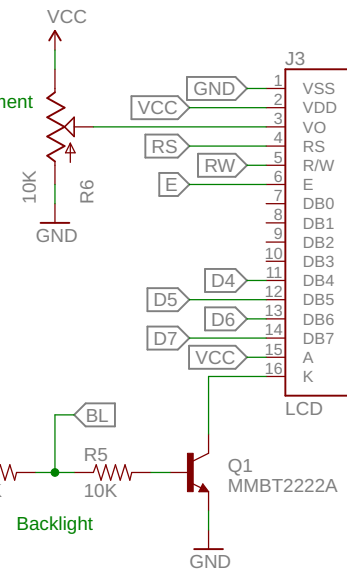 VCC
J3
1 VSS
GND
2 VDD
VCC
ment
3 VO
4 RS
RS
5 R/W
RW
6 E
E
10K
R6
7 DB0
8 DB1
GND
9 DB2
10 DB3
11 DB4
D4
12 DB5
D5
13 DB6
D6
14 DB7
D7
15 A
VCC
16 K
LCD
BL
R5
10K
Q1
MMBT2222A
Backlight
GND